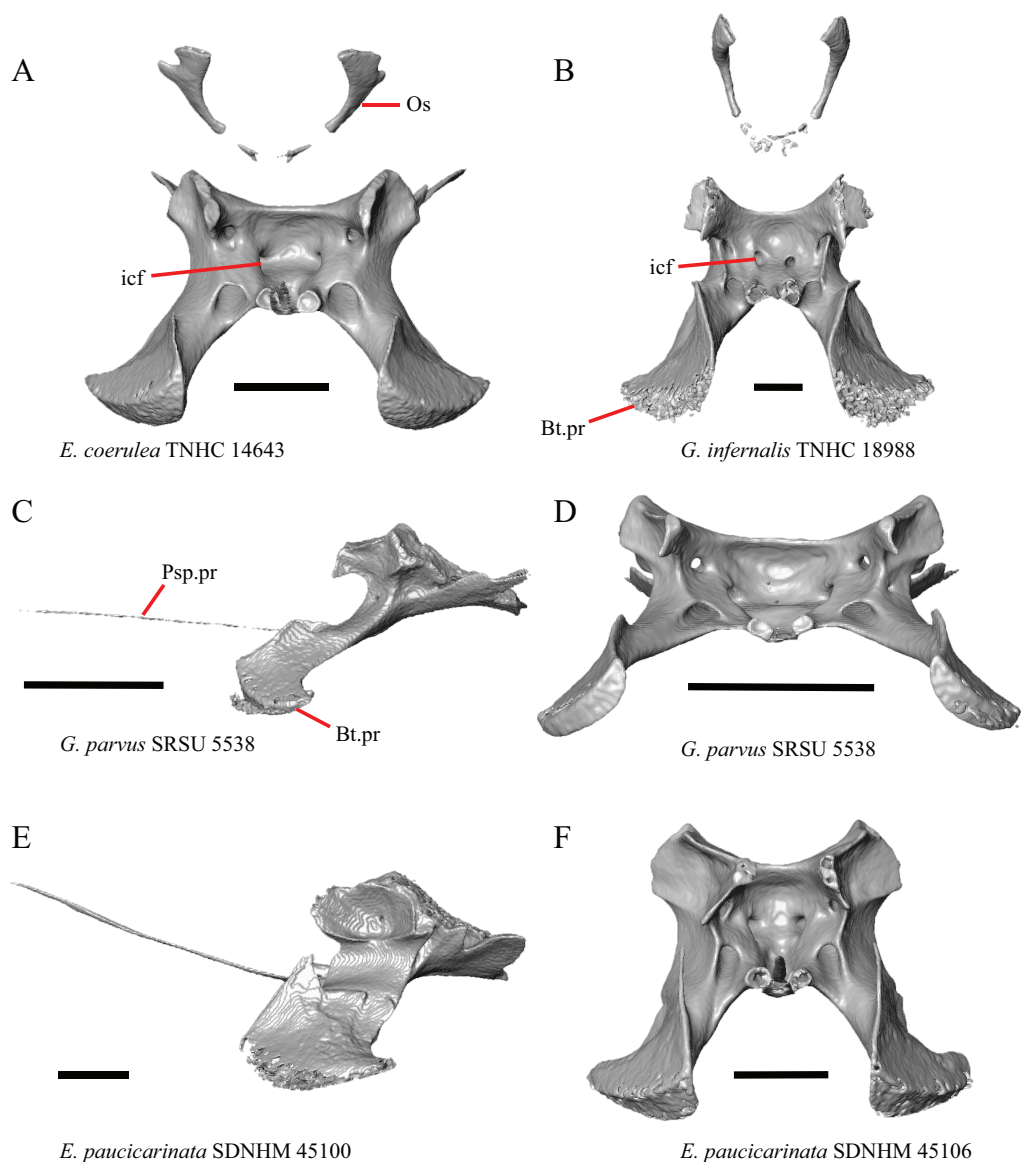 A
B
Os
icf
icf
Bt.pr
E. coerulea TNHC 14643
G. infernalis TNHC 18988
C
D
Psp.pr
Bt.pr
G. parvus SRSU 5538
G. parvus SRSU 5538
E
F
E. paucicarinata SDNHM 45100
E. paucicarinata SDNHM 45106